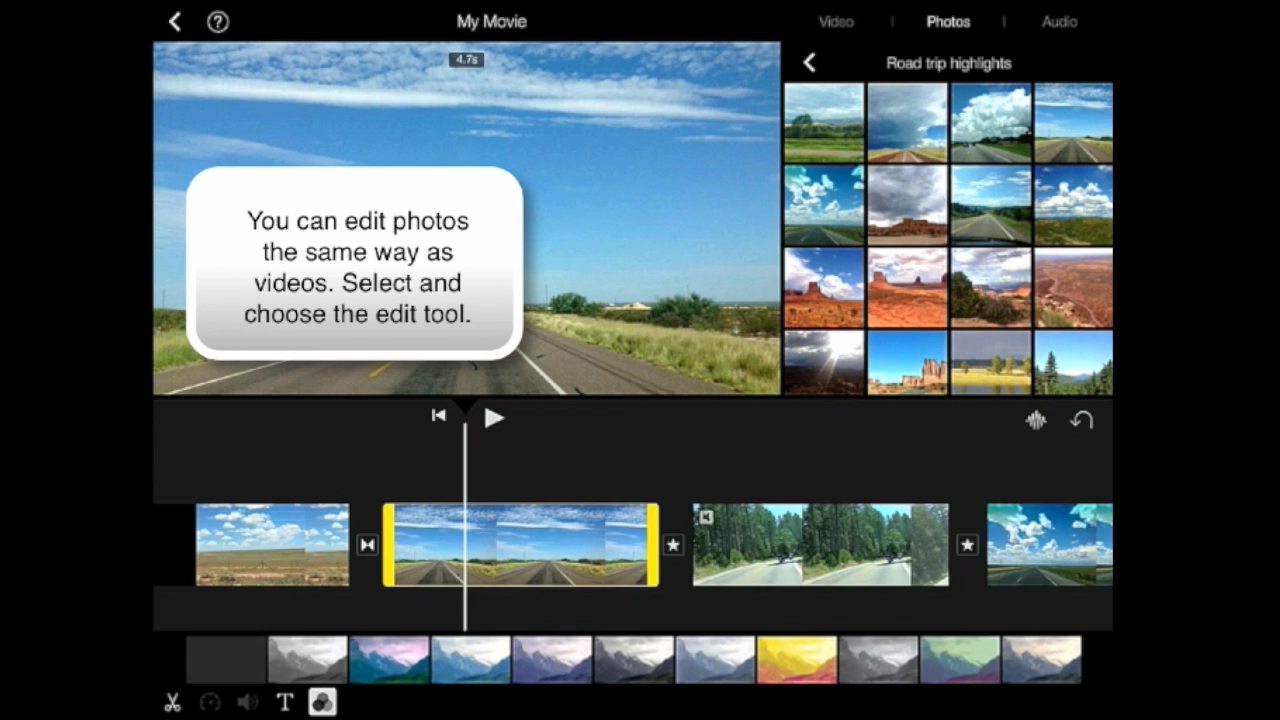 My Movie
Video
Photos
Audio
4.7s
Road trip highlights
You can edit photos
the same way as
videos. Select and
choose the edit tool.
T